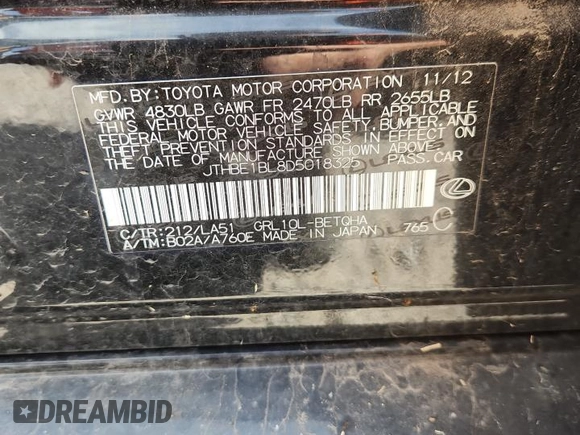 MFD.BY:TOYOTA MOTOR CORPORATION 11/12
GVWR 4830LB GAWR FR 2470LB RR 2655LB
THIS VEHICLE CONFORMS TO ALL APPLICABLE
FEDERAL MOTOR VEHICLE SAFETY,BUMPER,AND
THEFT PREVENTION STANDARDS IN EFFECT ON
THE DATE OF MANUFACTURE SHOWN ABOVE.
JTHBE1BL8D5018325 PASS.CAR
C/TR:212/LA51 GRL10L-BETQHA
A/TM:B02A/A760E MADE IN JAPAN 765
DREAMBID